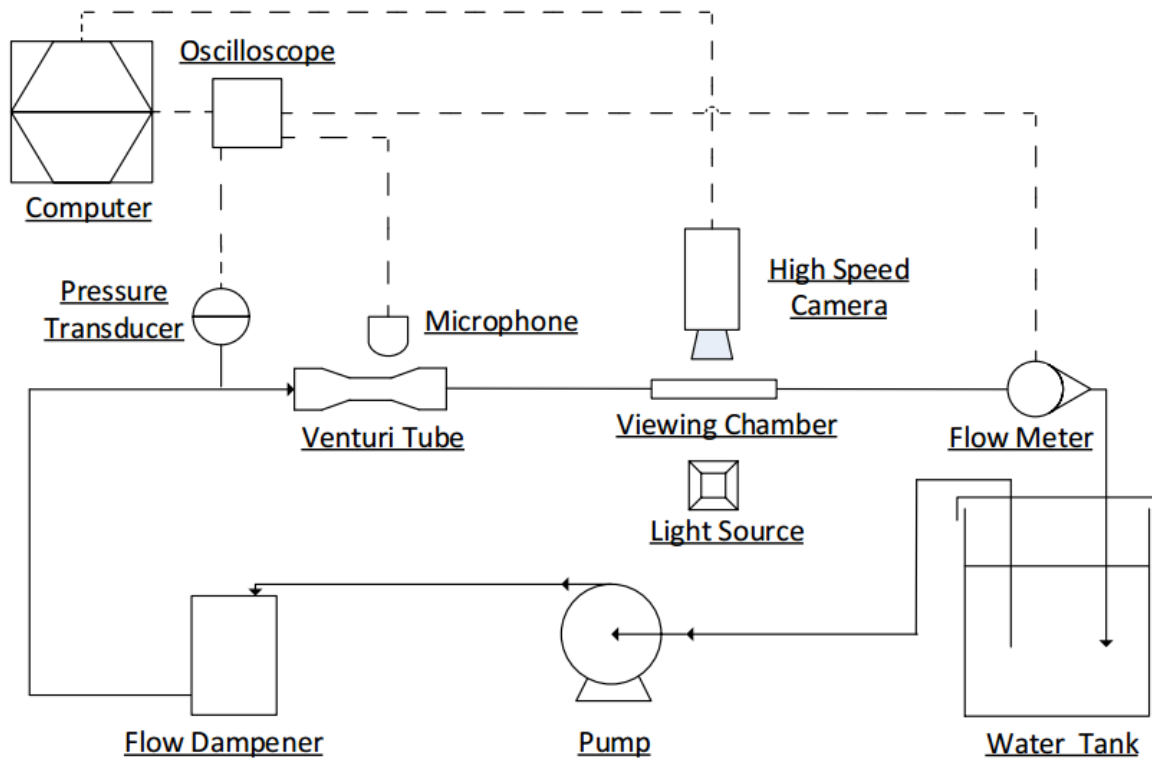 Oscilloscope
Computer
Pressure
Transducer
Microphone
High Speed
Camera
Venturi Tube
Viewing Chamber
Flow Meter
Light Source
Flow Dampener
Pump
Water Tank